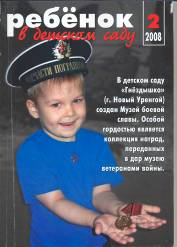 ребёнок
в детском саду
2
2008
В детском саду
«Гнёздышко»
(г. Новый Уренгой)
создан Музей боевой
славы. Особой
гордостью является
коллекция наград,
переданных
в дар музею
ветеранами войны.